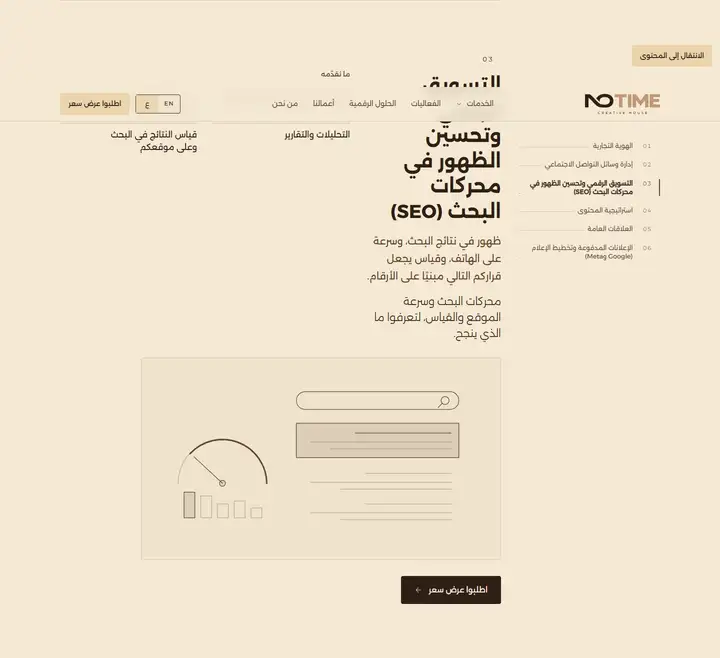 الانتقال إلى المحتوى
03
ما نقدّمه
التسويق
NOTIME
CREATIVE HOUSE
الخدمات
الفعاليات
الحلول الرقمية
أعمالنا
من نحن
EN
ع
اطلبوا عرض سعر
وتحسين
الظهور في
محركات
البحث (SEO)
التحليلات والتقارير
قياس النتائج في البحث
وعلى موقعكم
01 الهوية التجارية
02 إدارة وسائل التواصل الاجتماعي
03 التسويق الرقمي وتحسين الظهور في
محركات البحث (SEO)
04 استراتيجية المحتوى
05 العلاقات العامة
06 الإعلانات المدفوعة وتخطيط الإعلام
(Metaو Google)
ظهور في نتائج البحث، وسرعة
على الهاتف، وقياس يجعل
قراركم التالي مبنيًا على الأرقام.
محركات البحث وسرعة
الموقع والقياس، لتعرفوا ما
الذي ينجح.
اطلبوا عرض سعر ←